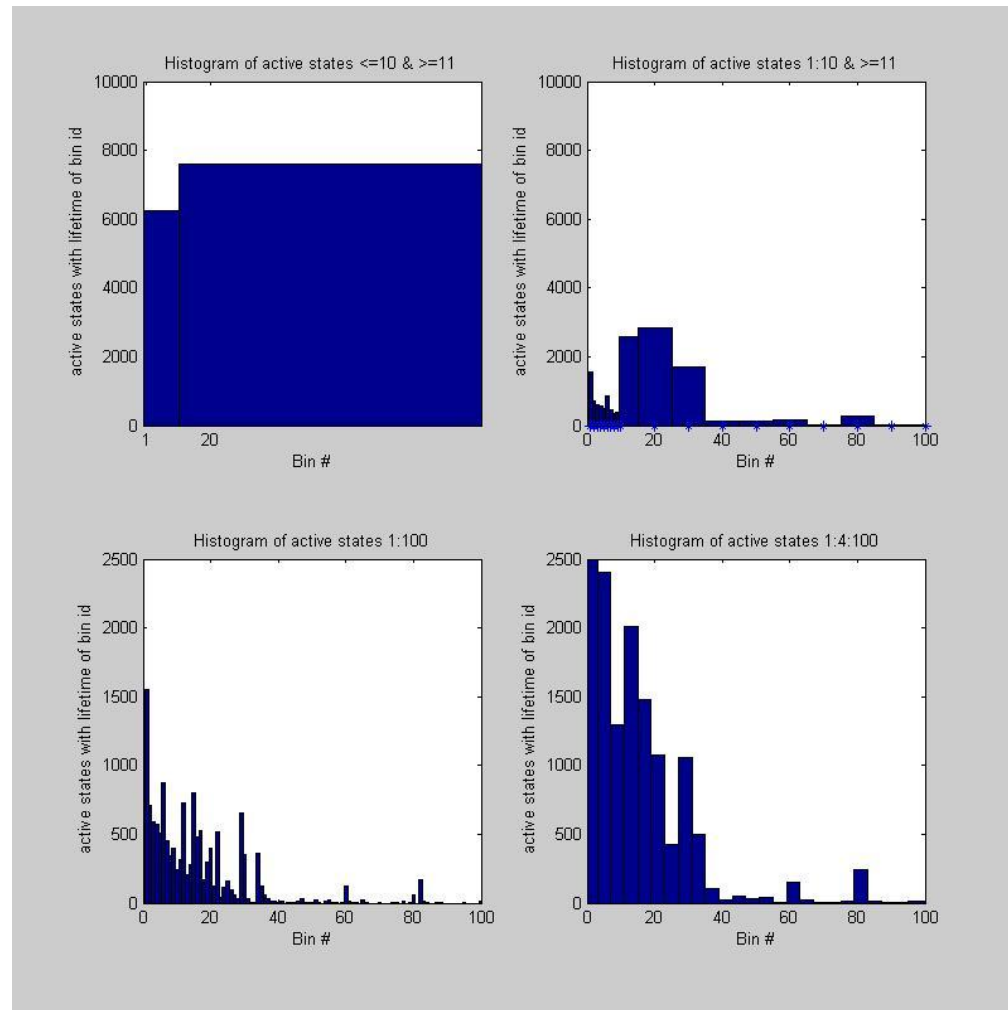 Histogram of active states <=10 & >=11
10000
8000
6000
4000
2000
0
active states with lifetime of bin id
1 20
Bin #
Histogram of active states 1:10 & >=11
10000
8000
6000
4000
2000
0
active states with lifetime of bin id
0 20 40 60 80 100
Bin #
Histogram of active states 1:100
2500
2000
1500
1000
500
0
active states with lifetime of bin id
0 20 40 60 80 100
Bin #
Histogram of active states 1:4:100
2500
2000
1500
1000
500
0
active states with lifetime of bin id
0 20 40 60 80 100
Bin #